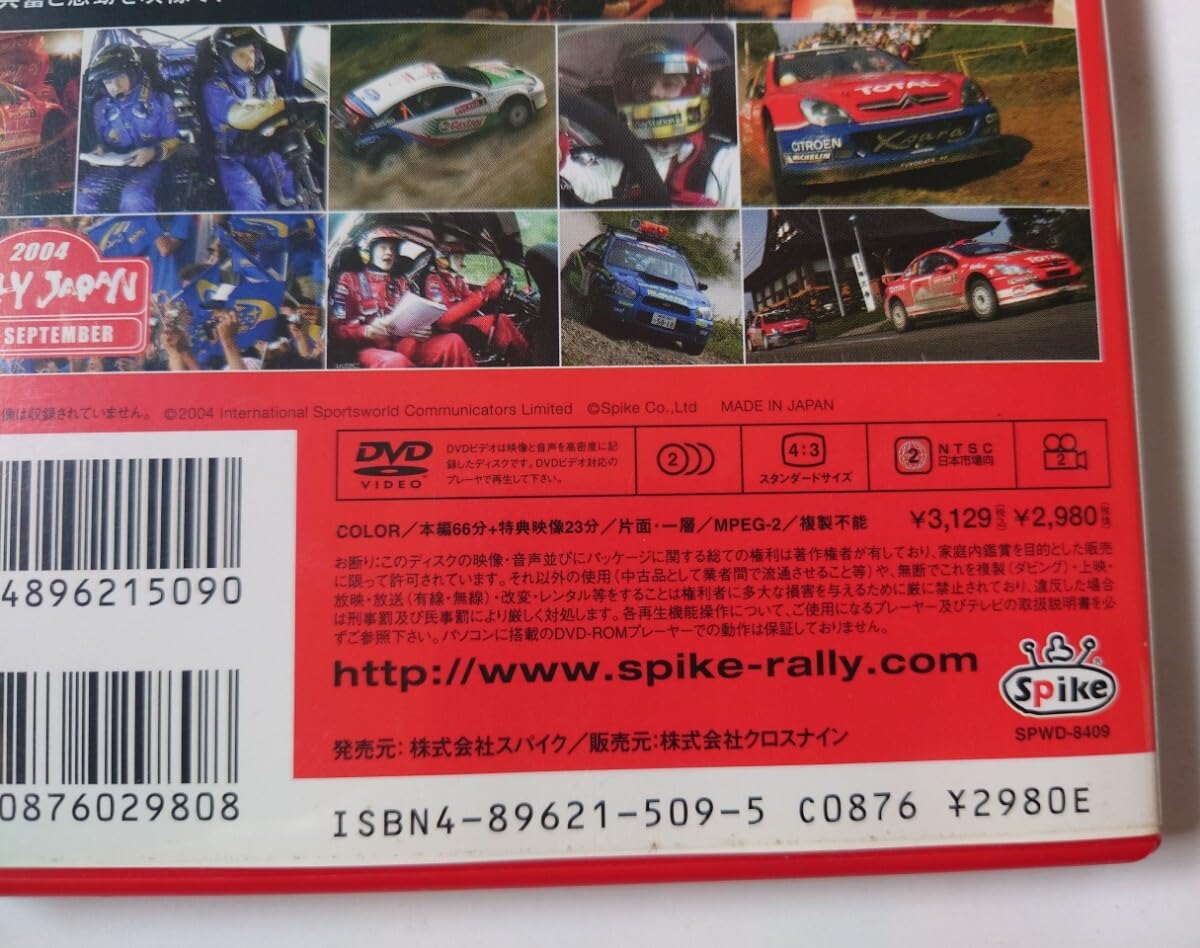 TOTAL
CITROËN
Xsara
MICHELIN
Castrol
2004
LY JAPAN
SEPTEMBER
像は収録されていません。 ©2004 International Sportsworld Communicators Limited ©Spike Co.,Ltd MADE IN JAPAN
DVD VIDEO
DVDビデオは映像と音声を高密度に記
録したディスクです。DVDビデオ対応の
プレーヤで再生して下さい。
2
4:3
スタンダードサイズ
2 NTSC
日本市場向
2
COLOR/本編66分+特典映像23分/片面・一層/MPEG-2/複製不能 ¥3,129(税込) ¥2,980(税抜)
お断り:このディスクの映像・音声並びにパッケージに関する総ての権利は著作権者が有しており、家庭内鑑賞を目的とした販売
に限って許可されています。それ以外の使用(中古品として業者間で流通させること等)や、無断でこれを複製(ダビング)・上映・
放映・放送(有線・無線)・改変・レンタル等をすることは権利者に多大な損害を与えるために厳に禁止されており、違反した場合
は刑事罰及び民事罰により厳しく対処します。各再生機能操作について、ご使用になるプレーヤー及びテレビの取扱説明書を必
ずご参照下さい。パソコンに搭載のDVD-ROMプレーヤーでの動作は保証しておりません。
http://www.spike-rally.com
Spike®
SPWD-8409
発売元:株式会社スパイク/販売元:株式会社クロスナイン
4896215090
0876029808
ISBN4-89621-509-5 C0876 ¥2980E